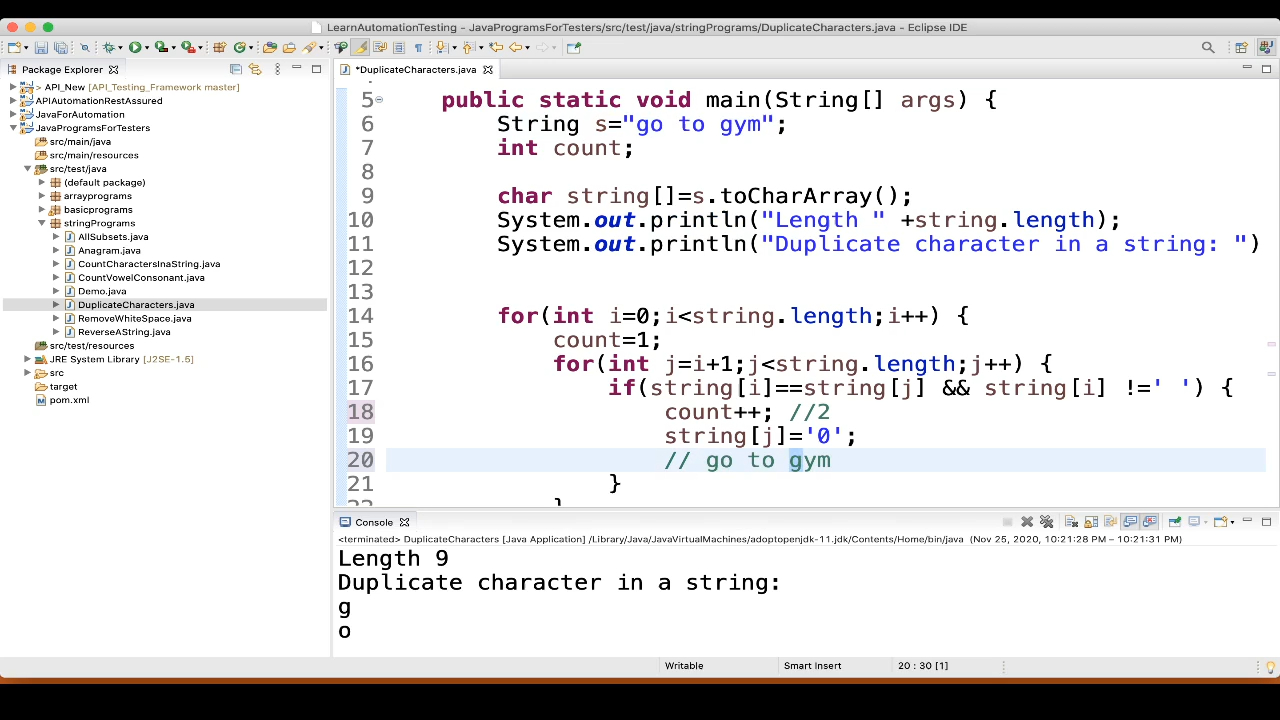 LearnAutomationTesting - JavaProgramsForTesters/src/test/java/stringPrograms/DuplicateCharacters.java - Eclipse IDE
Package Explorer
> API_New [API_Testing_Framework master]
APIAutomationRestAssured
JavaForAutomation
JavaProgramsForTesters
src/main/java
src/main/resources
src/test/java
(default package)
arrayprograms
basicprograms
stringPrograms
AllSubsets.java
Anagram.java
CountCharactersInaString.java
CountVowelConsonant.java
Demo.java
DuplicateCharacters.java
RemoveWhiteSpace.java
ReverseAString.java
src/test/resources
JRE System Library [J2SE-1.5]
src
target
pom.xml
*DuplicateCharacters.java
5 public static void main(String[] args) {
6 String s="go to gym";
7 int count;
8
9 char string[]=s.toCharArray();
10 System.out.println("Length " +string.length);
11 System.out.println("Duplicate character in a string: ")
12
13
14 for(int i=0;i<string.length;i++) {
15 count=1;
16 for(int j=i+1;j<string.length;j++) {
17 if(string[i]==string[j] && string[i] !=' ') {
18 count++; //2
19 string[j]='0';
20 // go to gym
21 }
22 }
Console
<terminated> DuplicateCharacters [Java Application] /Library/Java/JavaVirtualMachines/adoptopenjdk-11.jdk/Contents/Home/bin/java (Nov 25, 2020, 10:21:28 PM – 10:21:31 PM)
Length 9
Duplicate character in a string:
g
o
Writable
Smart Insert
20 : 30 [1]